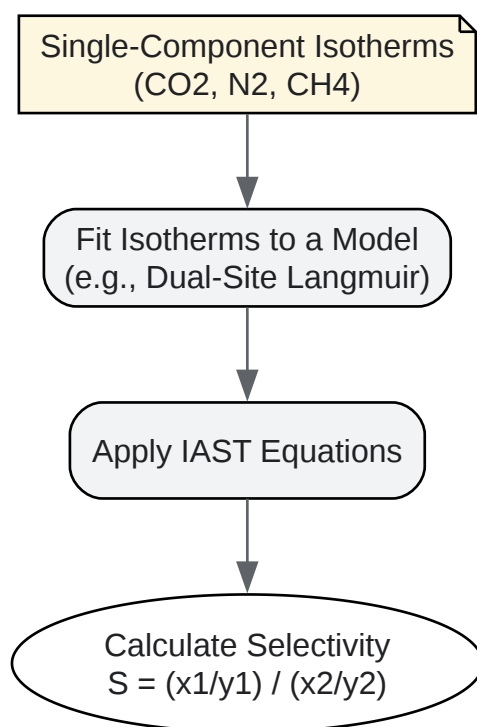 Single-Component Isotherms
(CO2, N2, CH4)
Fit Isotherms to a Model
(e.g., Dual-Site Langmuir)
Apply IAST Equations
Calculate Selectivity
S = (x1/y1) / (x2/y2)